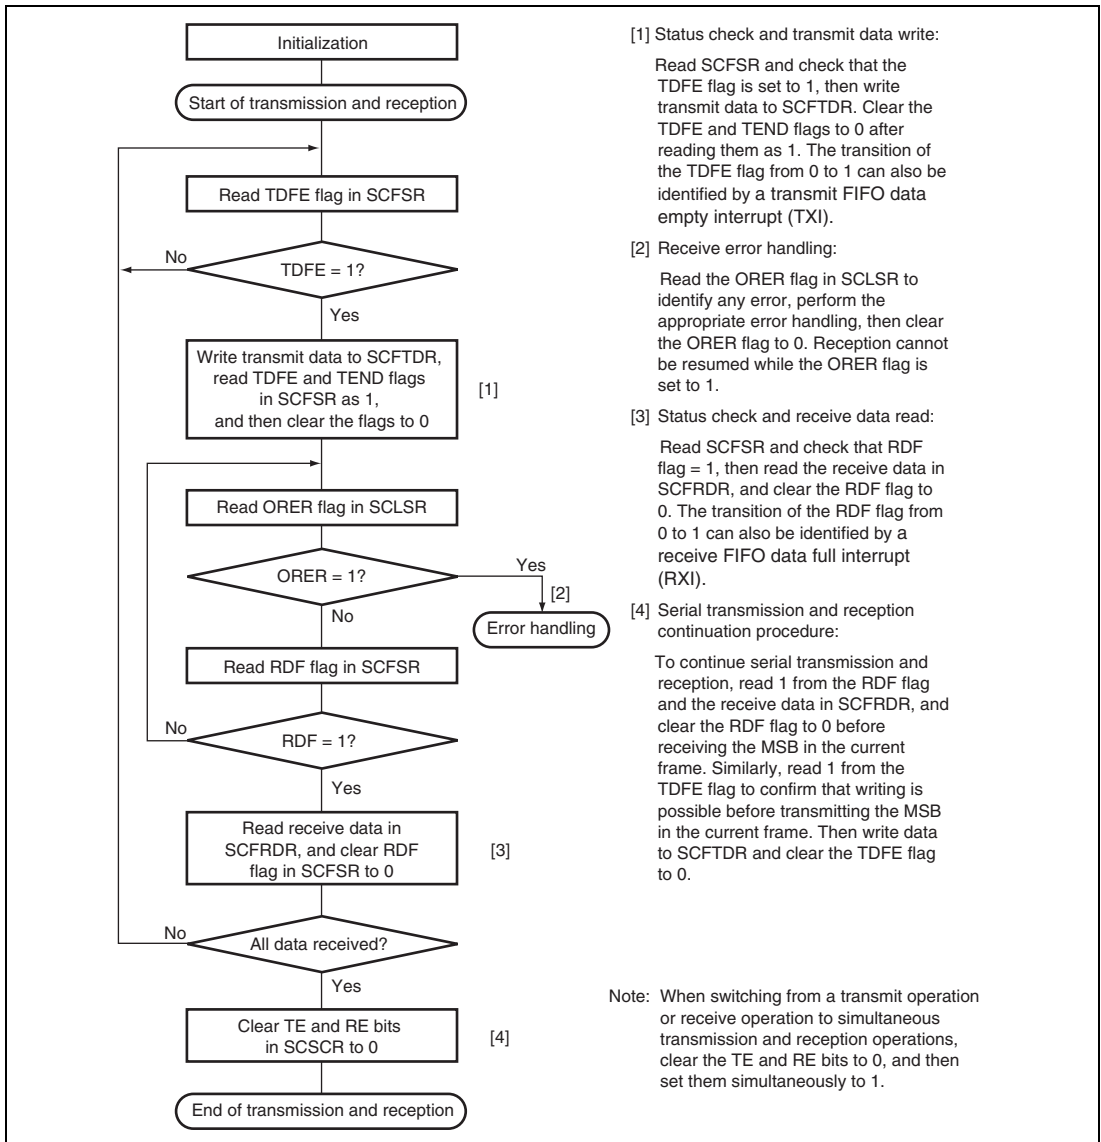 Initialization
Start of transmission and reception
Read TDFE flag in SCFSR
No
TDFE = 1?
Yes
Write transmit data to SCFTDR,
read TDFE and TEND flags
in SCFSR as 1,
and then clear the flags to 0
[1]
Read ORER flag in SCLSR
ORER = 1?
Yes
[2]
Error handling
No
Read RDF flag in SCFSR
No
RDF = 1?
Yes
Read receive data in
SCFRDR, and clear RDF
flag in SCFSR to 0
[3]
No
All data received?
Yes
Clear TE and RE bits
in SCSCR to 0
[4]
End of transmission and reception
[1] Status check and transmit data write:
Read SCFSR and check that the
TDFE flag is set to 1, then write
transmit data to SCFTDR. Clear the
TDFE and TEND flags to 0 after
reading them as 1. The transition of
the TDFE flag from 0 to 1 can also be
identified by a transmit FIFO data
empty interrupt (TXI).
[2] Receive error handling:
Read the ORER flag in SCLSR to
identify any error, perform the
appropriate error handling, then clear
the ORER flag to 0. Reception cannot
be resumed while the ORER flag is
set to 1.
[3] Status check and receive data read:
Read SCFSR and check that RDF
flag = 1, then read the receive data in
SCFRDR, and clear the RDF flag to
0. The transition of the RDF flag from
0 to 1 can also be identified by a
receive FIFO data full interrupt
(RXI).
[4] Serial transmission and reception
continuation procedure:
To continue serial transmission and
reception, read 1 from the RDF flag
and the receive data in SCFRDR, and
clear the RDF flag to 0 before
receiving the MSB in the current
frame. Similarly, read 1 from the
TDFE flag to confirm that writing is
possible before transmitting the MSB
in the current frame. Then write data
to SCFTDR and clear the TDFE flag
to 0.
Note: When switching from a transmit operation
or receive operation to simultaneous
transmission and reception operations,
clear the TE and RE bits to 0, and then
set them simultaneously to 1.